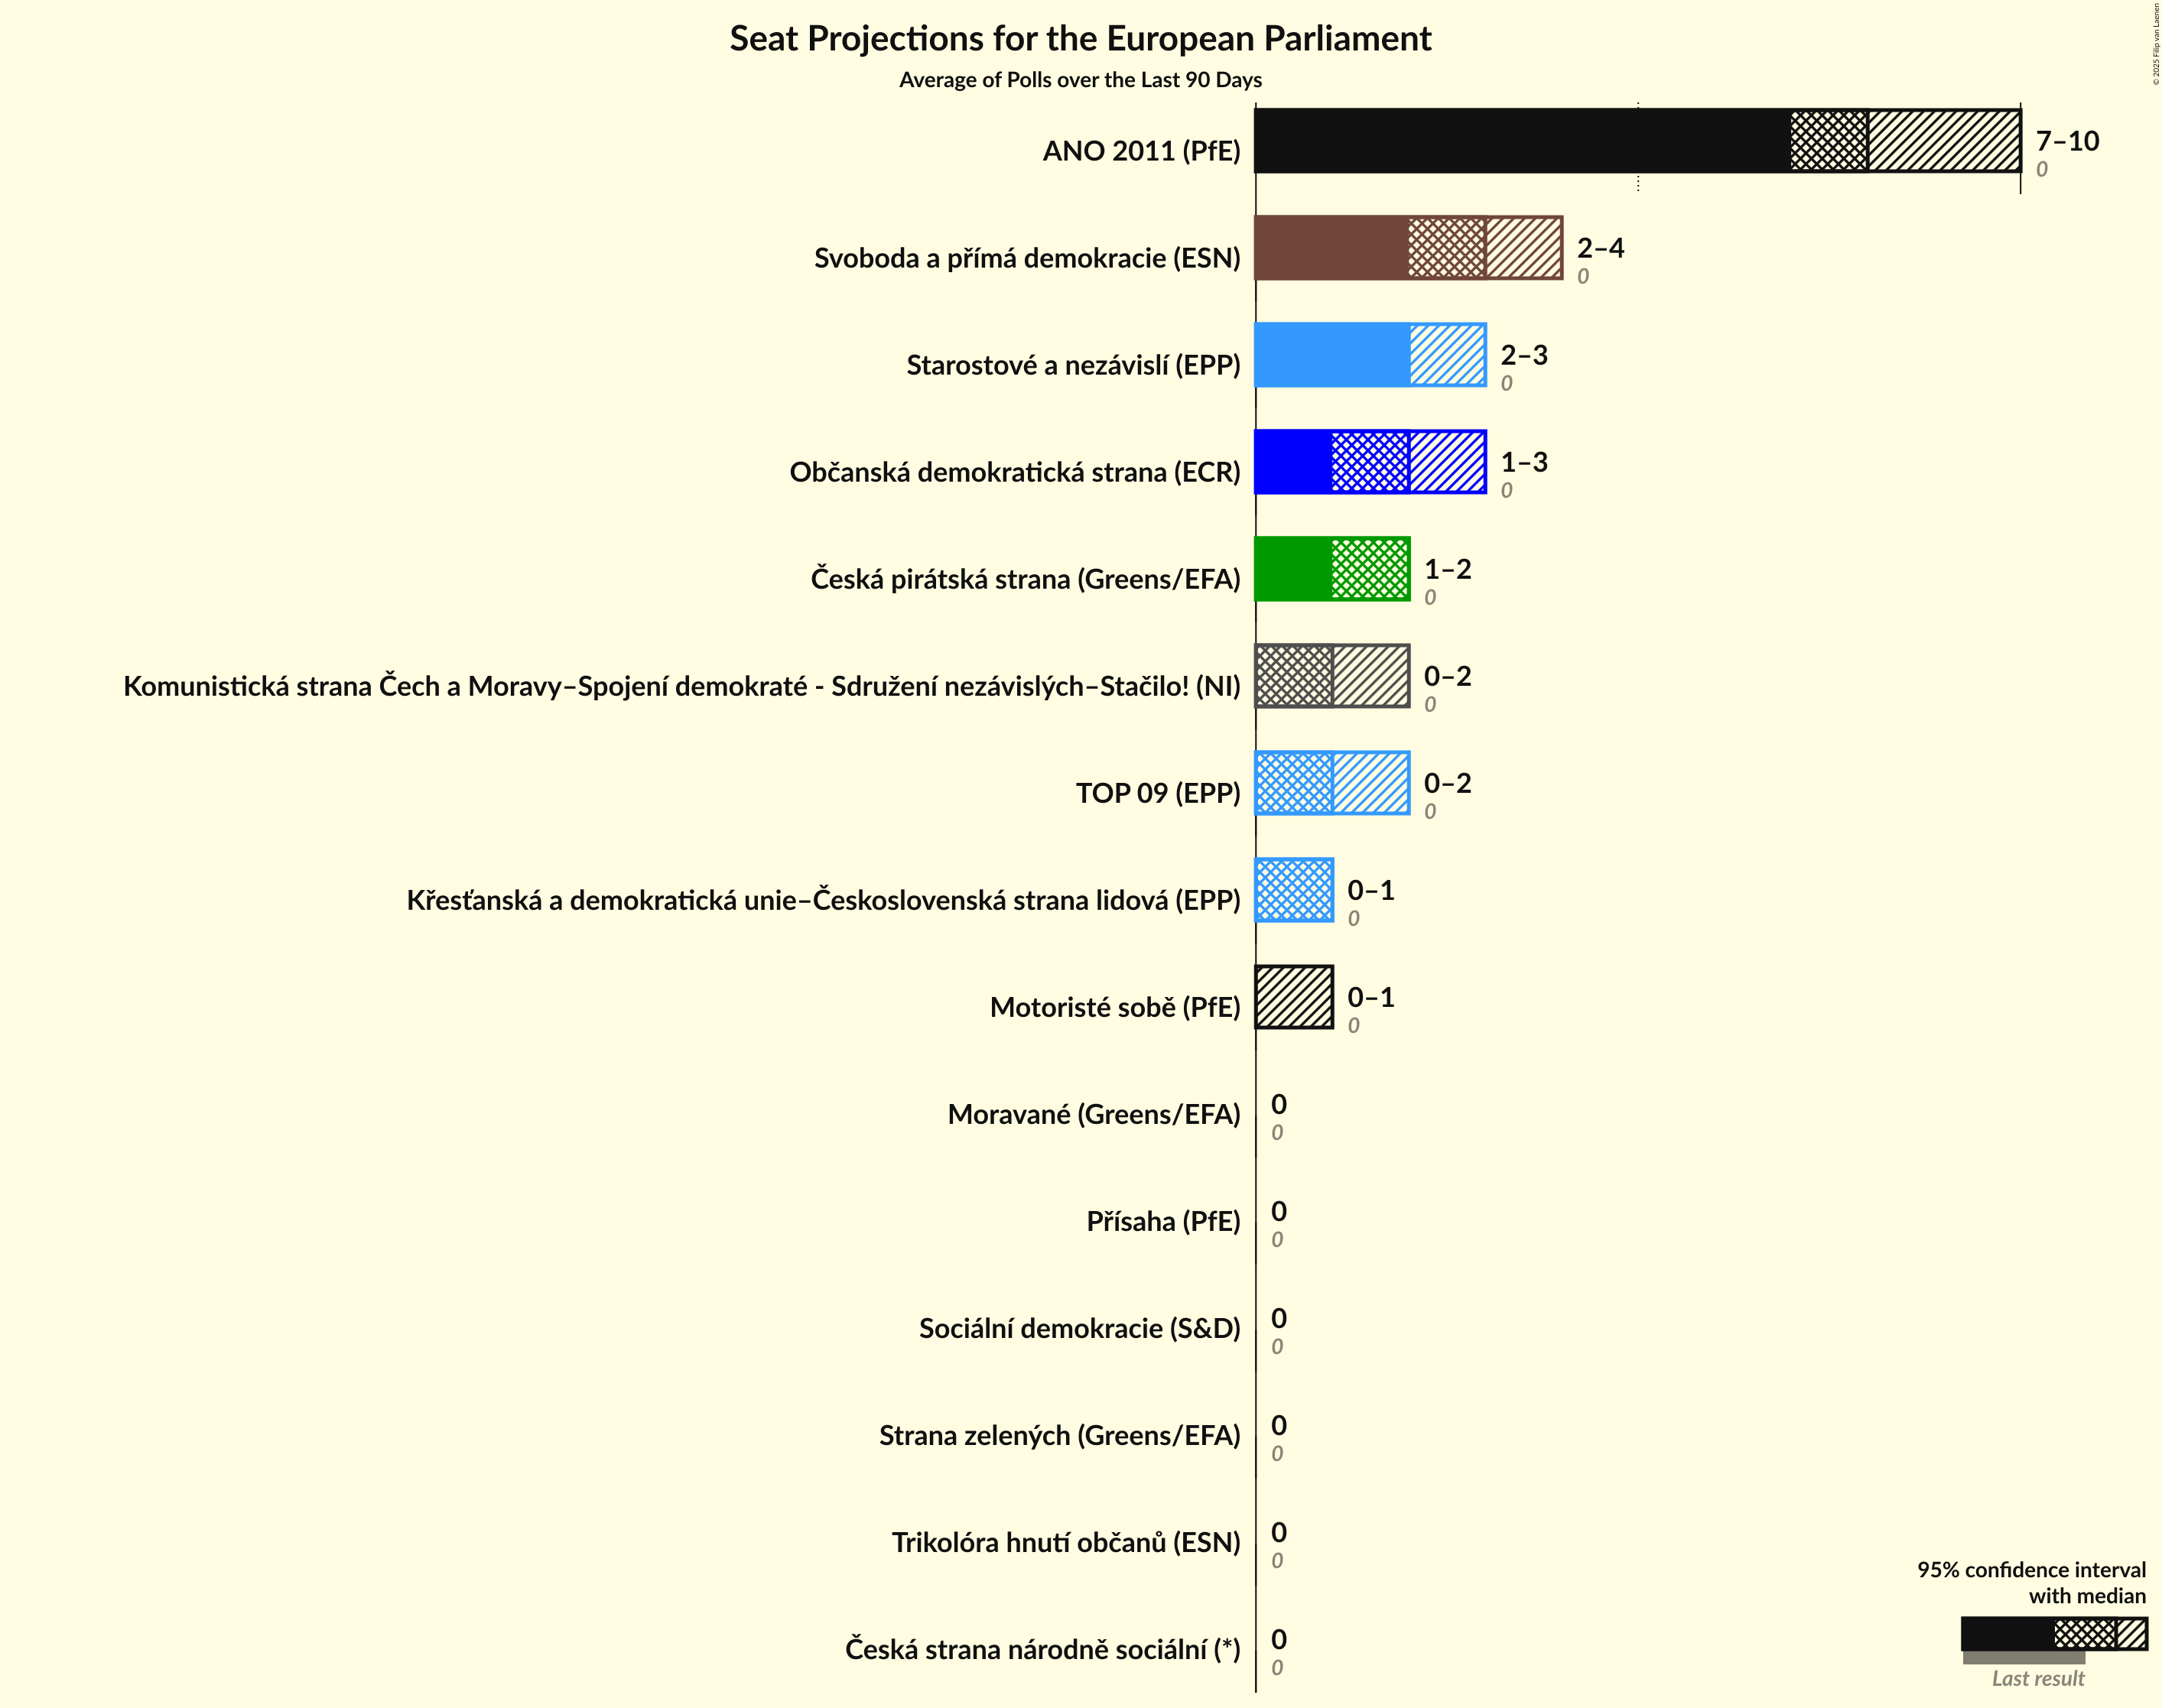 Seat Projections for the European Parliament
Average of Polls over the Last 90 Days
© 2025 Filip van Laenen
ANO 2011 (PfE)
7–10
0
Svoboda a přímá demokracie (ESN)
2–4
0
Starostové a nezávislí (EPP)
2–3
0
Občanská demokratická strana (ECR)
1–3
0
Česká pirátská strana (Greens/EFA)
1–2
0
Komunistická strana Čech a Moravy–Spojení demokraté - Sdružení nezávislých–Stačilo! (NI)
0–2
0
TOP 09 (EPP)
0–2
0
Křesťanská a demokratická unie–Československá strana lidová (EPP)
0–1
0
Motoristé sobě (PfE)
0–1
0
Moravané (Greens/EFA)
0
0
Přísaha (PfE)
0
0
Sociální demokracie (S&D)
0
0
Strana zelených (Greens/EFA)
0
0
Trikolóra hnutí občanů (ESN)
0
0
Česká strana národně sociální (*)
0
0
95% confidence interval
with median
Last result